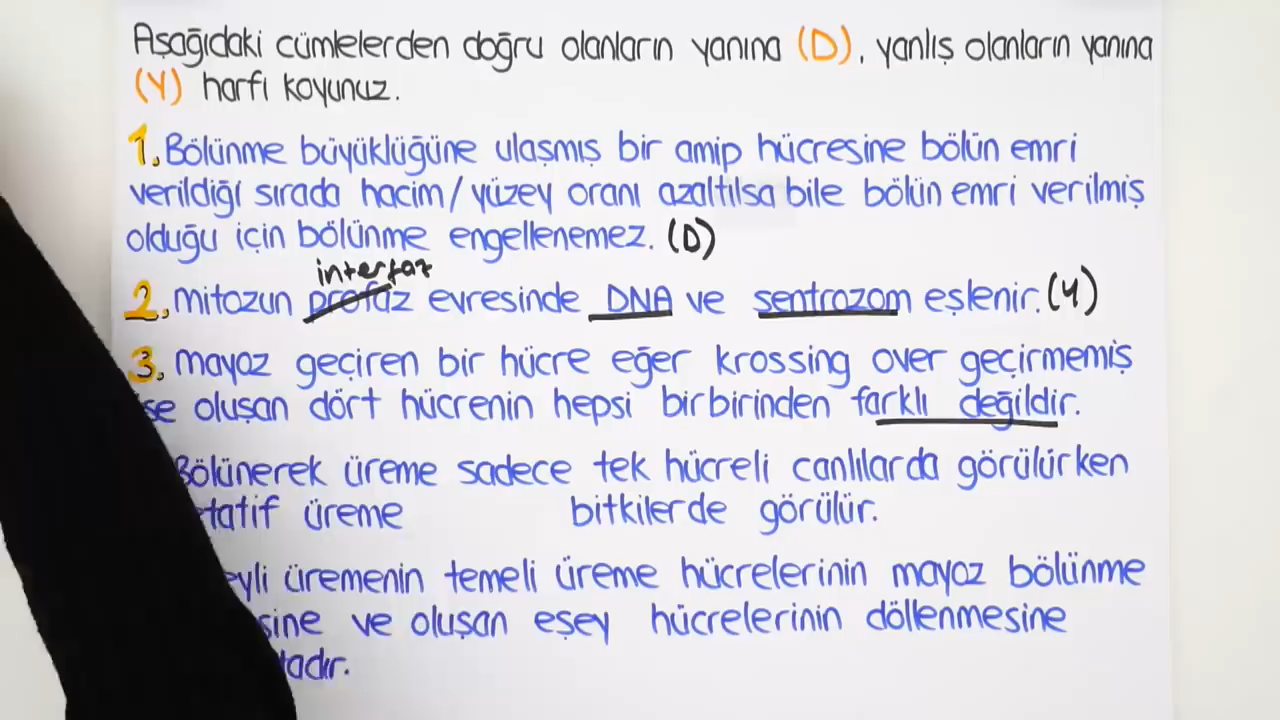 Aşağıdaki cümlelerden doğru olanların yanına (D), yanlış olanların yanına
(Y) harfi koyunuz.
1. Bölünme büyüklüğüne ulaşmış bir amip hücresine bölün emri
verildiği sırada hacim/yüzey oranı azaltılsa bile bölün emri verilmiş
olduğu için bölünme engellenemez. (D)
interfaz
2. mitozun profaz evresinde DNA ve sentrozom eşlenir. (Y)
3. mayoz geçiren bir hücre eğer krossing over geçirmemiş
se oluşan dört hücrenin hepsi birbirinden farklı değildir.
Bölünerek üreme sadece tek hücreli canlılarda görülürken
tatif üreme bitkilerde görülür.
eyli üremenin temeli üreme hücrelerinin mayoz bölünme
sine ve oluşan eşey hücrelerinin döllenmesine
tadır.